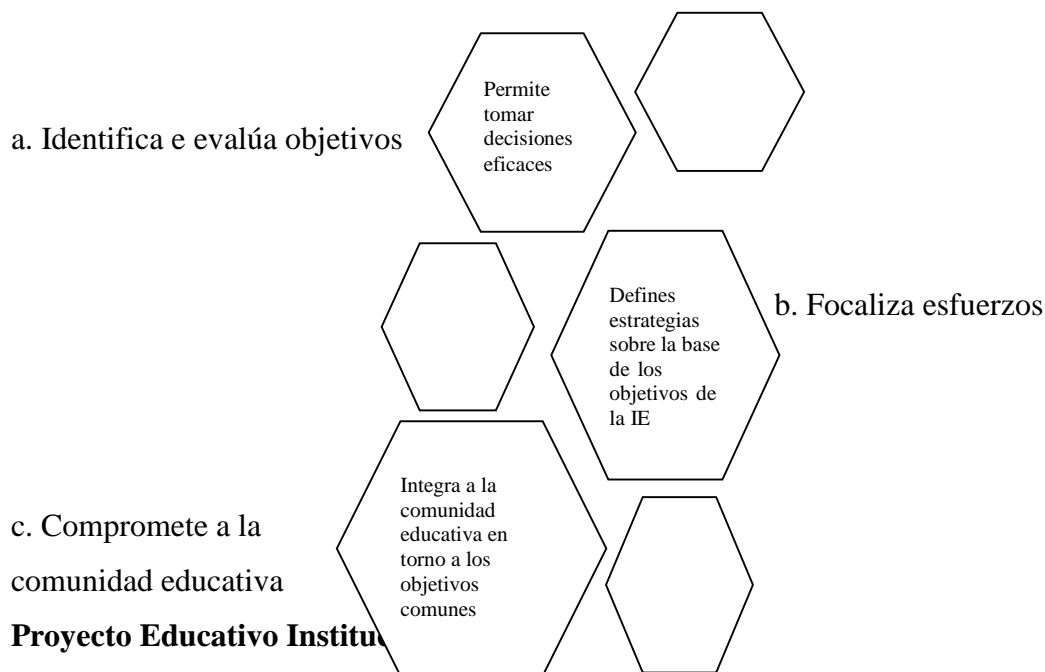 Permite
tomar
decisiones
eficaces
a. Identifica e evalúa objetivos
Defines
estrategias
sobre la base
de los
objetivos de
la IE
b. Focaliza esfuerzos
Integra a la
comunidad
educativa en
torno a los
objetivos
comunes
c. Compromete a la
comunidad educativa
Proyecto Educativo